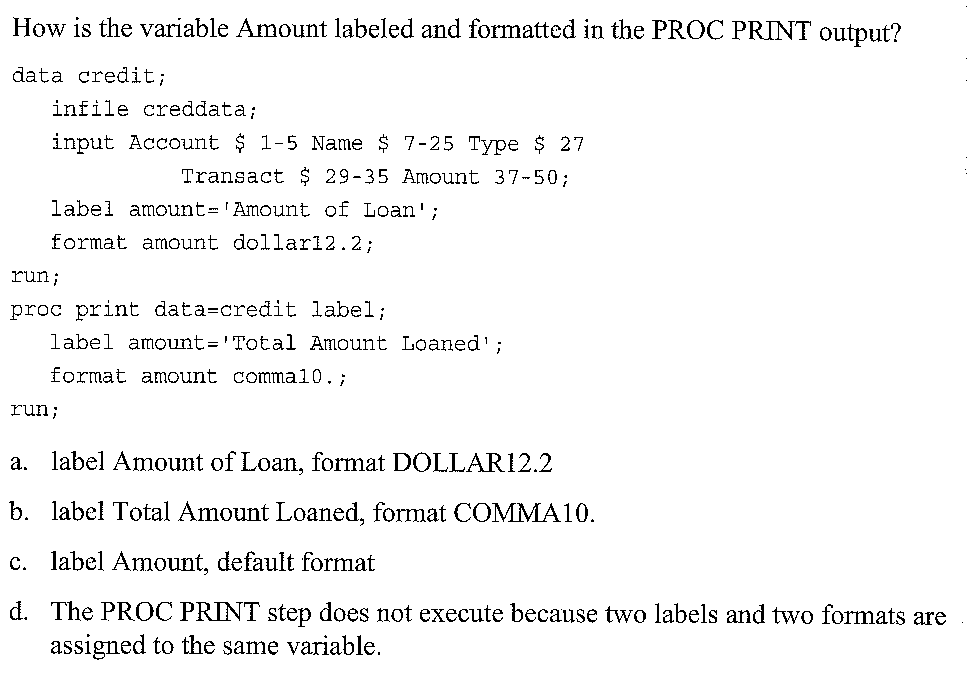 How is the variable Amount labeled and formatted in the PROC PRINT output?
data credit;
infile creddata;
input Account $ 1-5 Name $ 7-25 Type $ 27
Transact $ 29-35 Amount 37-50;
label amount='Amount of Loan';
format amount dollar12.2;
run;
proc print data=credit label;
label amount='Total Amount Loaned';
format amount comma10.;
run;
a. label Amount of Loan, format DOLLAR12.2
b. label Total Amount Loaned, format COMMA10.
c. label Amount, default format
d. The PROC PRINT step does not execute because two labels and two formats are
assigned to the same variable.